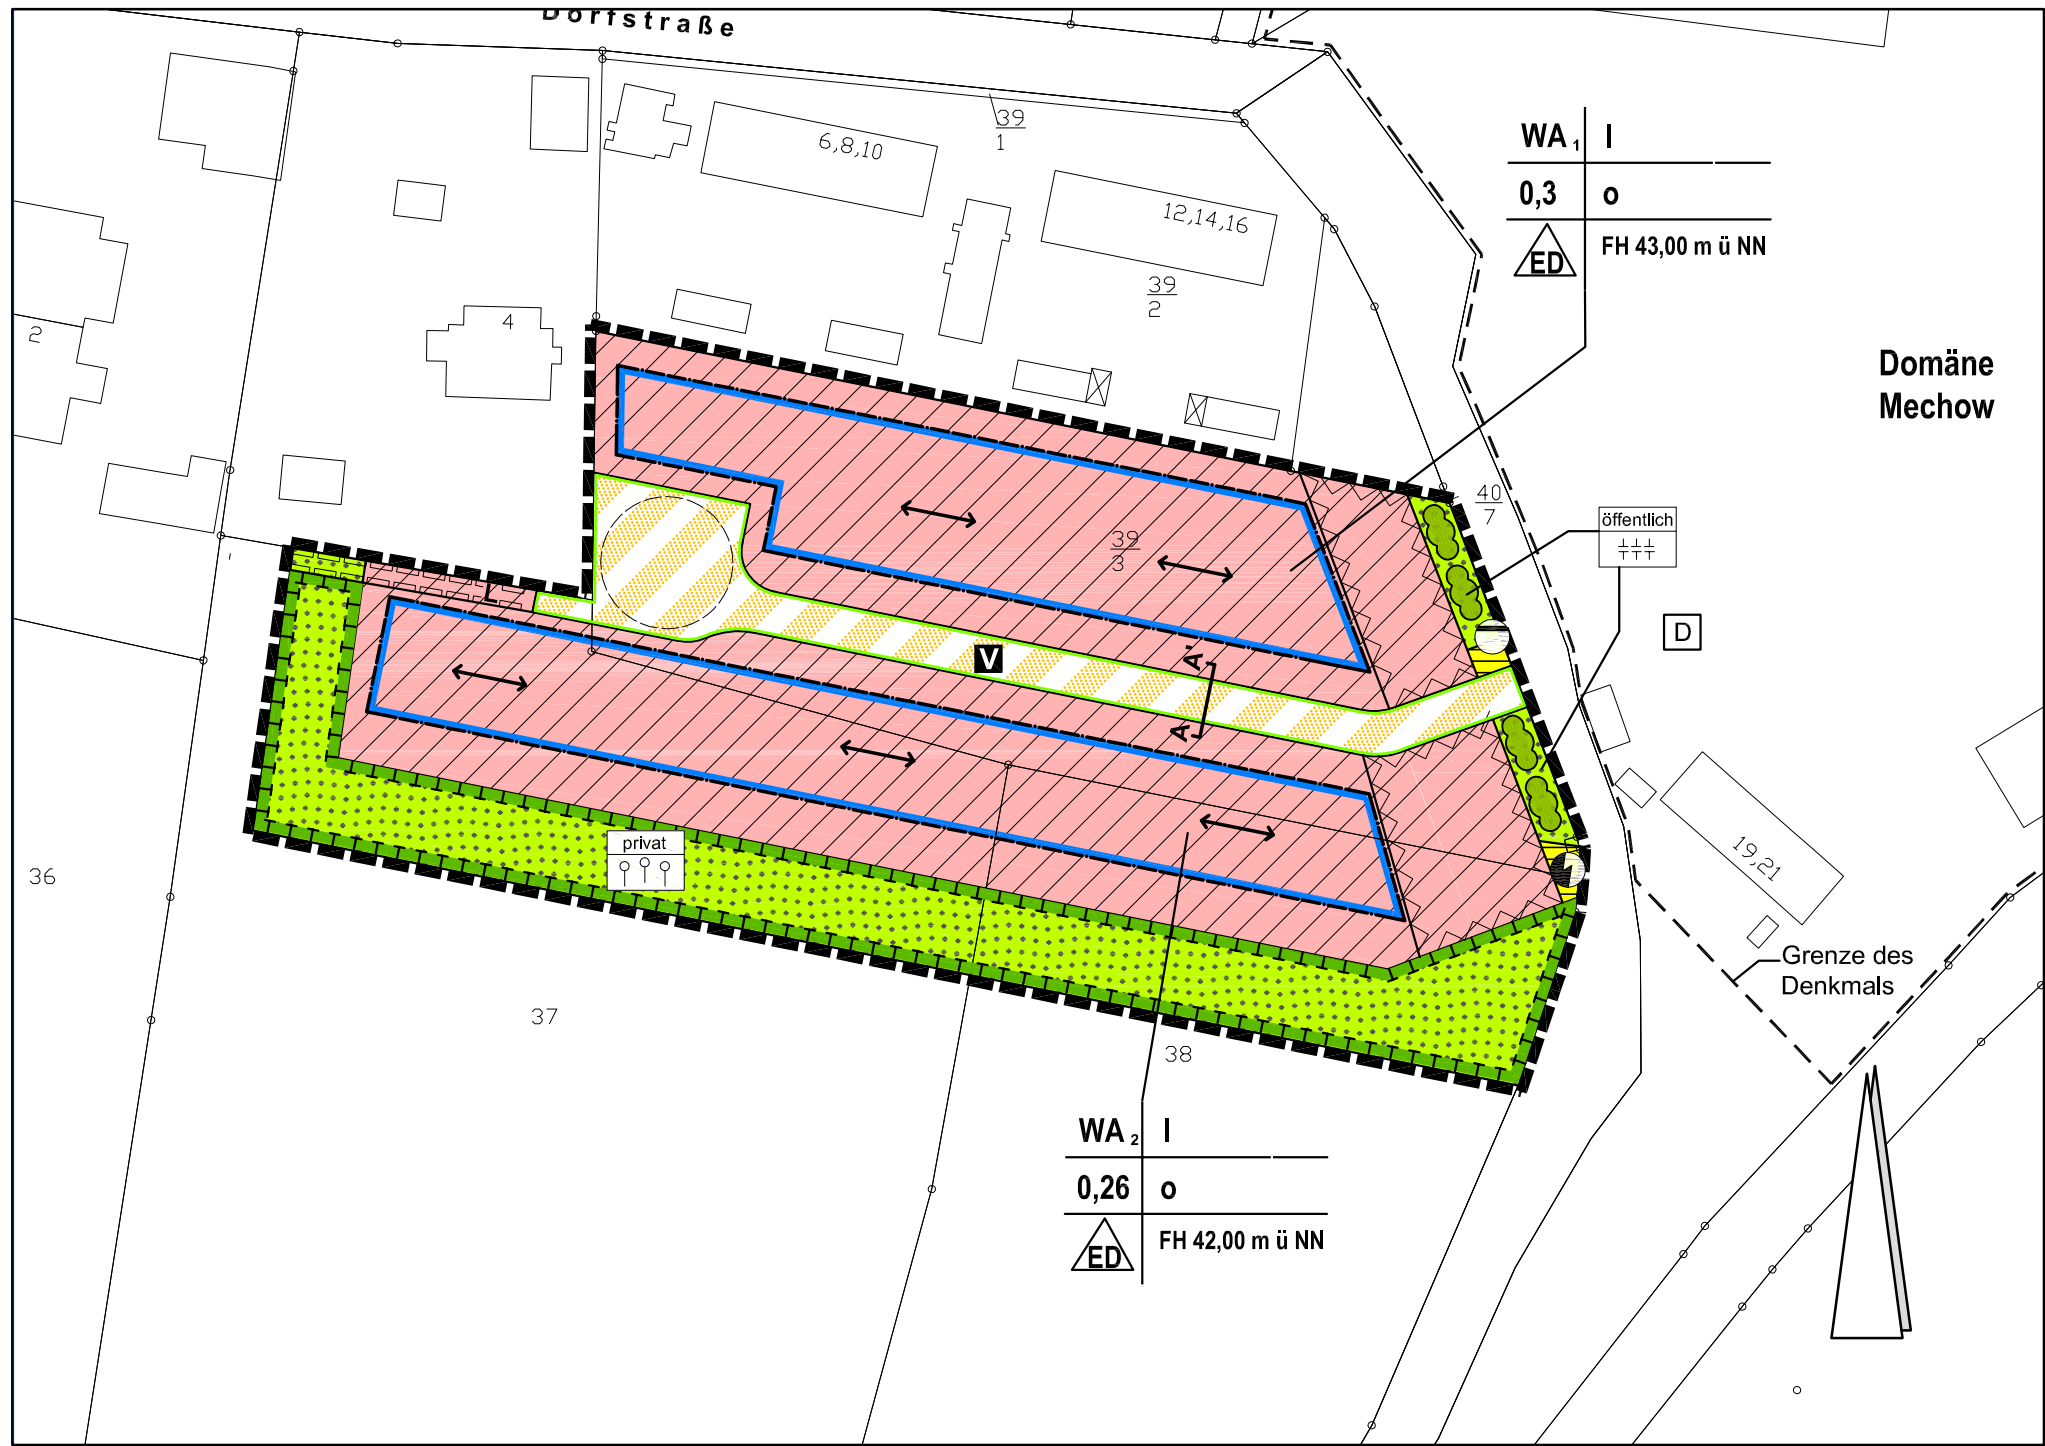 Dorfstraße
39
1
6,8,10
12,14,16
39
2
4
2
WA 1 I
0,3 o
ED FH 43,00 m ü NN
Domäne
Mechow
40
7
öffentlich
39
3
D
L
V
A'
A
privat
19,21
36
Grenze des
Denkmals
37
38
WA 2 I
0,26 o
ED FH 42,00 m ü NN